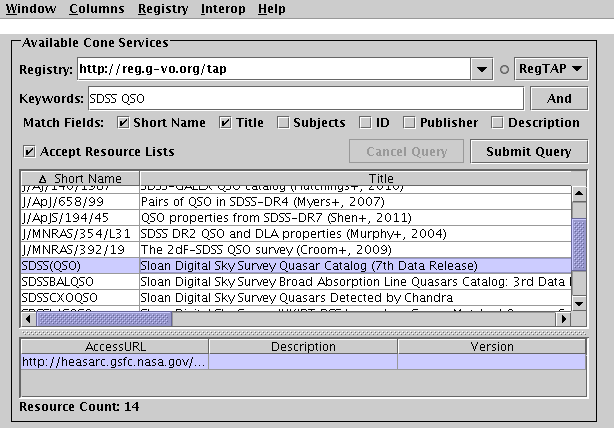 Window Columns Registry Interop Help
Available Cone Services
Registry: http://reg.g-vo.org/tap RegTAP
Keywords: SDSS QSO And
Match Fields: Short Name Title Subjects ID Publisher Description
Accept Resource Lists Cancel Query Submit Query
Short Name Title
J/AJ/140/1987 SDSS-GALEX QSO catalog (Hutchings+, 2010)
J/ApJ/658/99 Pairs of QSO in SDSS-DR4 (Myers+, 2007)
J/ApJS/194/45 QSO properties from SDSS-DR7 (Shen+, 2011)
J/MNRAS/354/L31 SDSS DR2 QSO and DLA properties (Murphy+, 2004)
J/MNRAS/392/19 The 2dF-SDSS QSO survey (Croom+, 2009)
SDSS(QSO) Sloan Digital Sky Survey Quasar Catalog (7th Data Release)
SDSSBALQSO Sloan Digital Sky Survey Broad Absorption Line Quasars Catalog: 3rd Data
SDSSCXOQSO Sloan Digital Sky Survey Quasars Detected by Chandra
AccessURL Description Version
http://heasarc.gsfc.nasa.gov/...
Resource Count: 14